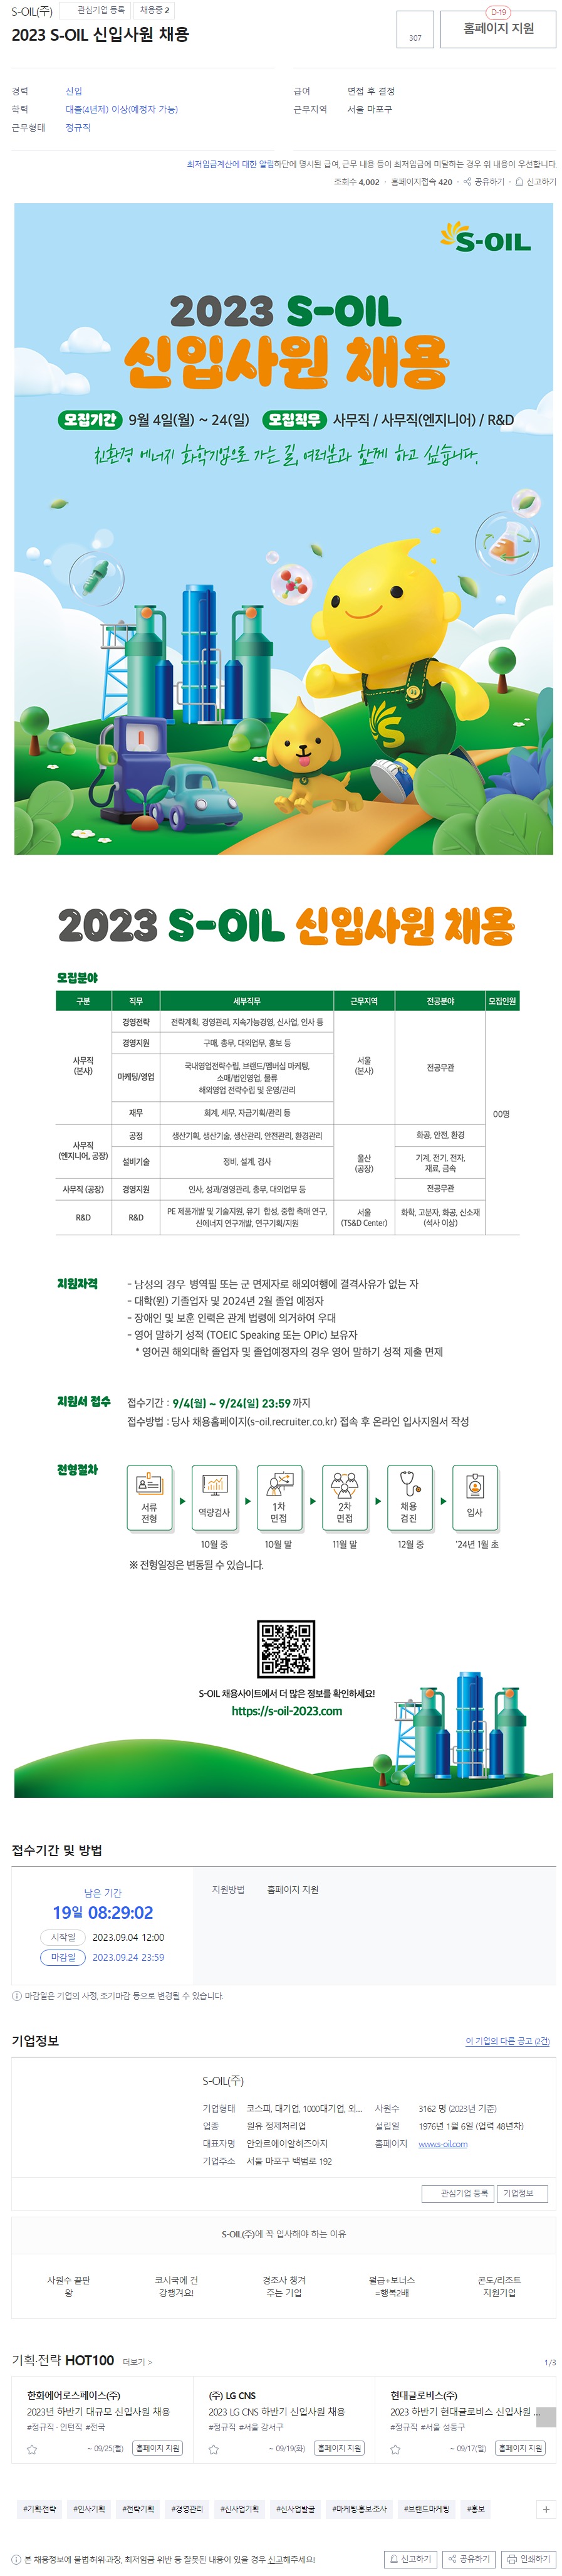 S-OIL(주) 관심기업 등록 채용중 2
2023 S-OIL 신입사원 채용
307
D-19
홈페이지 지원
경력 신입
학력 대졸(4년제) 이상(예정자 가능)
근무형태 정규직
급여 면접 후 결정
근무지역 서울 마포구
최저임금계산에 대한 알림하단에 명시된 급여, 근무 내용 등이 최저임금에 미달하는 경우 위 내용이 우선합니다.
조회수 4,002 · 홈페이지접속 420 · 공유하기 · 신고하기
S-OIL
2023 S-OIL
신입사원 채용
모집기간 9월 4일(월) ~ 24(일) 모집직무 사무직 / 사무직(엔지니어) / R&D
친환경 에너지 화학기업으로 가는 길, 여러분과 함께 하고 싶습니다.
2023 S-OIL 신입사원 채용
모집분야
구분 직무 세부직무 근무지역 전공분야 모집인원
사무직
(본사)
경영전략 전략계획, 경영관리, 지속가능경영, 신사업, 인사 등
경영지원 구매, 총무, 대외업무, 홍보 등
마케팅/영업 국내영업전략수립, 브랜드/멤버십 마케팅,
소매/법인영업, 물류
해외영업 전략수립 및 운영/관리
재무 회계, 세무, 자금기획/관리 등
서울
(본사)
전공무관
00명
사무직
(엔지니어, 공장)
공정 생산기획, 생산기술, 생산관리, 안전관리, 환경관리
화공, 안전, 환경
설비기술 정비, 설계, 검사
울산
(공장)
기계, 전기, 전자,
재료, 금속
사무직 (공장) 경영지원 인사, 성과/경영관리, 총무, 대외업무 등 전공무관
R&D R&D PE 제품개발 및 기술지원, 유기 합성, 중합 촉매 연구,
신에너지 연구개발, 연구기획/지원
서울
(TS&D Center)
화학, 고분자, 화공, 신소재
(석사 이상)
지원자격
- 남성의 경우 병역필 또는 군 면제자로 해외여행에 결격사유가 없는 자
- 대학(원) 기졸업자 및 2024년 2월 졸업 예정자
- 장애인 및 보훈 인력은 관계 법령에 의거하여 우대
- 영어 말하기 성적 (TOEIC Speaking 또는 OPIc) 보유자
* 영어권 해외대학 졸업자 및 졸업예정자의 경우 영어 말하기 성적 제출 면제
지원서 접수
접수기간 : 9/4(월) ~ 9/24(일) 23:59 까지
접수방법 : 당사 채용홈페이지(s-oil.recruiter.co.kr) 접속 후 온라인 입사지원서 작성
전형절차
서류
전형
역량검사
1차
면접
2차
면접
채용
검진
입사
10월 중 10월 말 11월 말 12월 중 '24년 1월 초
※ 전형일정은 변동될 수 있습니다.
S-OIL 채용사이트에서 더 많은 정보를 확인하세요!
https://s-oil-2023.com
접수기간 및 방법
남은 기간
19일 08:29:02
시작일 2023.09.04 12:00
마감일 2023.09.24 23:59
지원방법 홈페이지 지원
마감일은 기업의 사정, 조기마감 등으로 변경될 수 있습니다.
기업정보
이 기업의 다른 공고 (2건)
S-OIL(주)
기업형태 코스피, 대기업, 1000대기업, 외... 사원수 3162 명 (2023년 기준)
업종 원유 정제처리업 설립일 1976년 1월 6일 (업력 48년차)
대표자명 안와르에이알히즈아지 홈페이지 www.s-oil.com
기업주소 서울 마포구 백범로 192
관심기업 등록 기업정보
S-OIL(주)에 꼭 입사해야 하는 이유
사원수 끝판
왕
코시국에 건
강챙겨요!
경조사 챙겨
주는 기업
월급+보너스
=행복2배
콘도/리조트
지원기업
기획·전략 HOT100 더보기 > 1/3
한화에어로스페이스(주)
2023년 하반기 대규모 신입사원 채용
#정규직 · 인턴직 #전국
~ 09/25(월) 홈페이지 지원
(주) LG CNS
2023 LG CNS 하반기 신입사원 채용
#정규직 #서울 강서구
~ 09/19(화) 홈페이지 지원
현대글로비스(주)
2023 하반기 현대글로비스 신입사원 ...
#정규직 #서울 성동구
~ 09/17(일) 홈페이지 지원
#기획·전략 #인사기획 #전략기획 #경영관리 #신사업기획 #신사업발굴 #마케팅홍보조사 #브랜드마케팅 #홍보 +
본 채용정보에 불법·허위·과장, 최저임금 위반 등 잘못된 내용이 있을 경우 신고해주세요!
신고하기 공유하기 인쇄하기